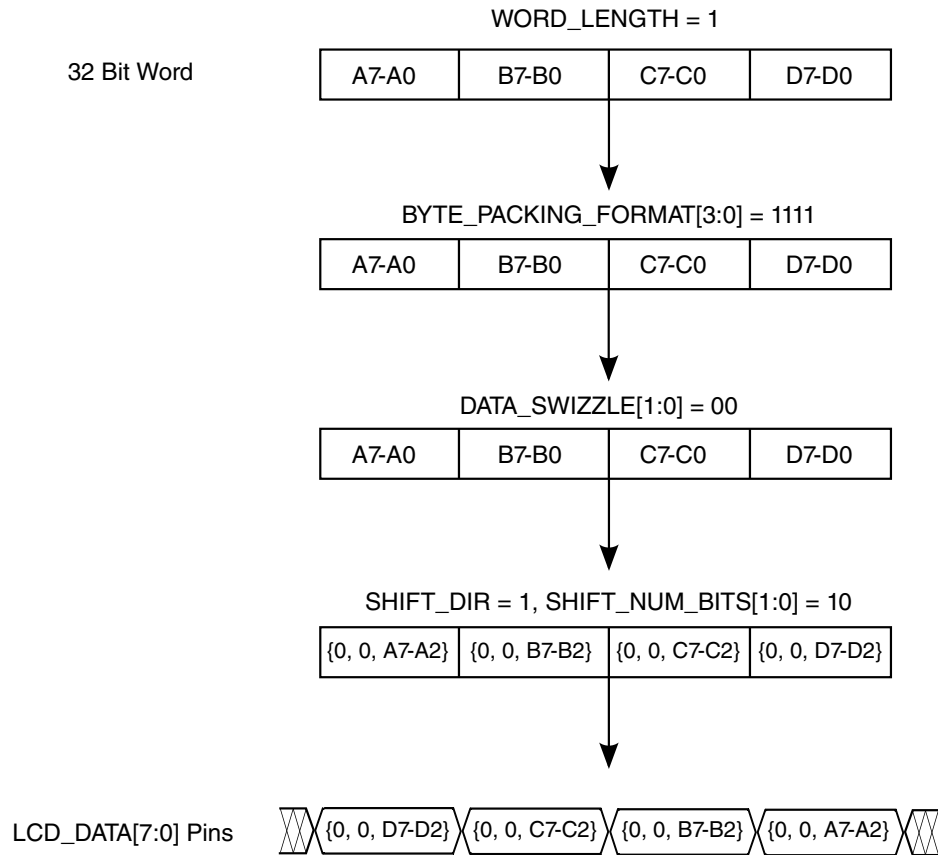 WORD_LENGTH = 1
32 Bit Word
A7-A0 B7-B0 C7-C0 D7-D0
BYTE_PACKING_FORMAT[3:0] = 1111
A7-A0 B7-B0 C7-C0 D7-D0
DATA_SWIZZLE[1:0] = 00
A7-A0 B7-B0 C7-C0 D7-D0
SHIFT_DIR = 1, SHIFT_NUM_BITS[1:0] = 10
{0, 0, A7-A2} {0, 0, B7-B2} {0, 0, C7-C2} {0, 0, D7-D2}
LCD_DATA[7:0] Pins {0, 0, D7-D2} {0, 0, C7-C2} {0, 0, B7-B2} {0, 0, A7-A2}